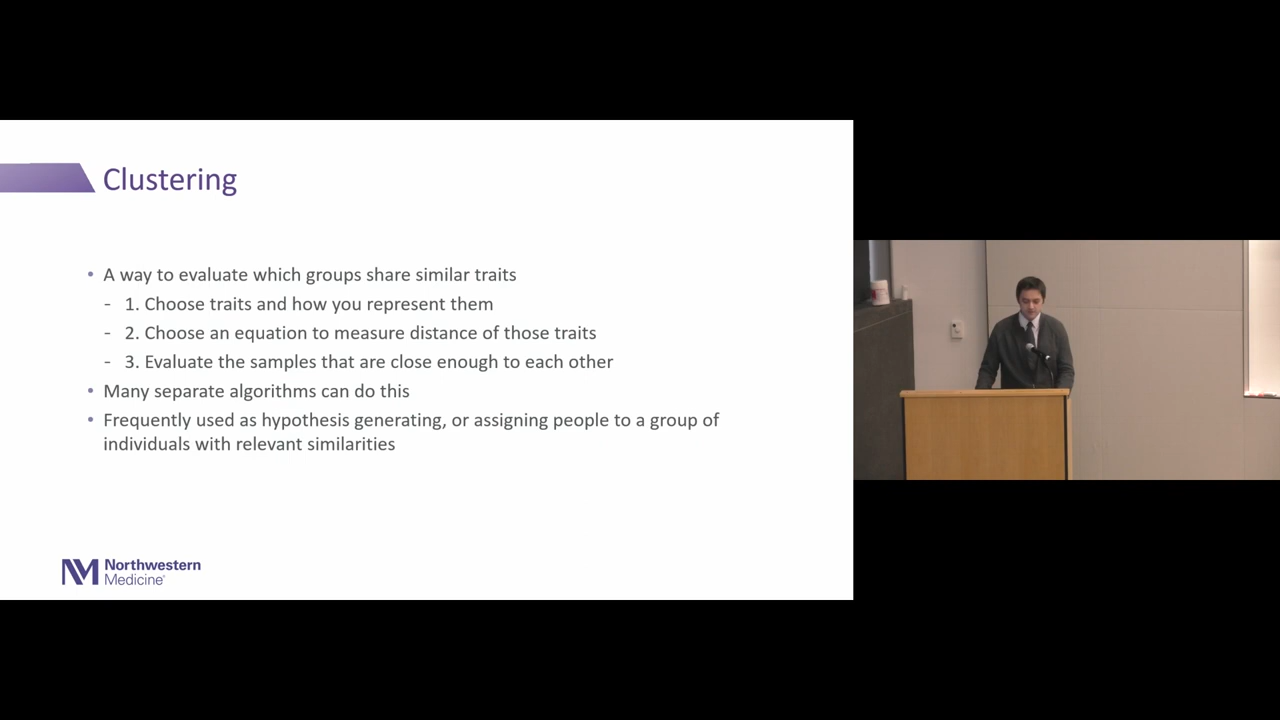 Clustering
• A way to evaluate which groups share similar traits
- 1. Choose traits and how you represent them
- 2. Choose an equation to measure distance of those traits
- 3. Evaluate the samples that are close enough to each other
• Many separate algorithms can do this
• Frequently used as hypothesis generating, or assigning people to a group of
individuals with relevant similarities
NM Northwestern
Medicine®